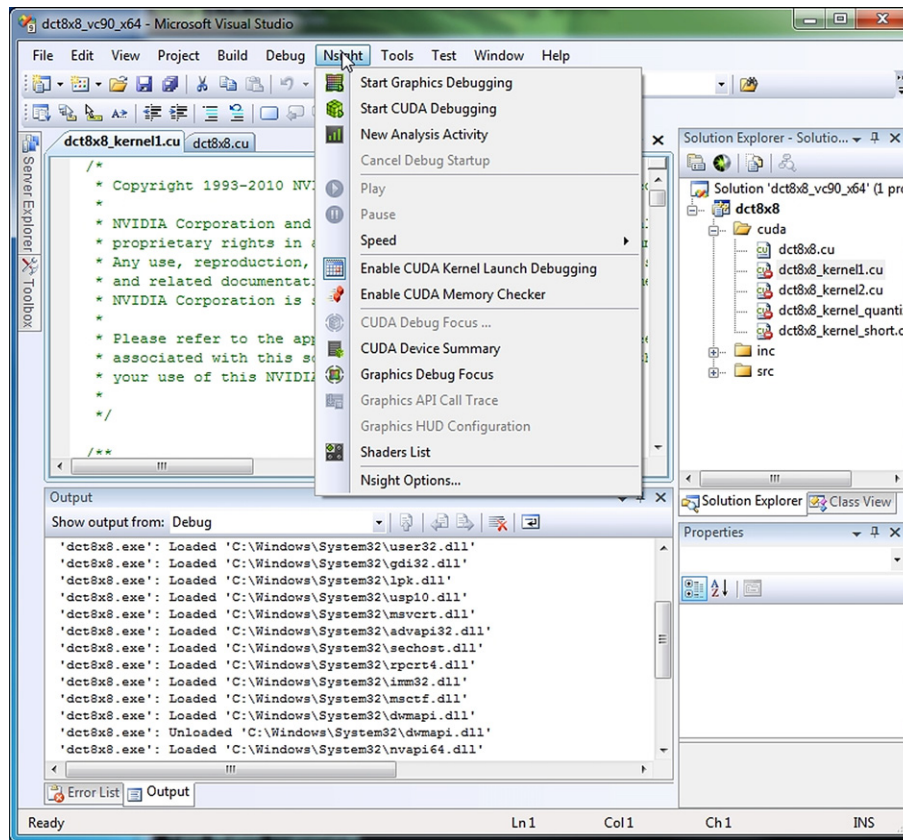 dct8x8_vc90_x64 - Microsoft Visual Studio
File Edit View Project Build Debug Nsight Tools Test Window Help
Server Explorer
Toolbox
dct8x8_kernel1.cu dct8x8.cu
/*
* Copyright 1993-2010
*
* NVIDIA Corporation and
* proprietary rights in
* Any use, reproduction,
* and related
* NVIDIA Corporation is
*
* Please refer to the
* associated with this
* your use of this
*
*/
/**
Start Graphics Debugging
Start CUDA Debugging
New Analysis Activity
Cancel Debug Startup
Play
Pause
Speed
Enable CUDA Kernel Launch Debugging
Enable CUDA Memory Checker
CUDA Debug Focus ...
CUDA Device Summary
Graphics Debug Focus
Graphics API Call Trace
Graphics HUD Configuration
Shaders List
Nsight Options...
Solution Explorer - Solutio...
Solution 'dct8x8_vc90_x64' (1
dct8x8
cuda
dct8x8.cu
dct8x8_kernel1.cu
dct8x8_kernel2.cu
dct8x8_kernel_quanti
dct8x8_kernel_short.c
inc
src
Solution Explorer Class View
Properties
Output
Show output from: Debug
'dct8x8.exe': Loaded 'C:\Windows\System32\user32.dll'
'dct8x8.exe': Loaded 'C:\Windows\System32\gdi32.dll'
'dct8x8.exe': Loaded 'C:\Windows\System32\lpk.dll'
'dct8x8.exe': Loaded 'C:\Windows\System32\usp10.dll'
'dct8x8.exe': Loaded 'C:\Windows\System32\msvcrt.dll'
'dct8x8.exe': Loaded 'C:\Windows\System32\advapi32.dll'
'dct8x8.exe': Loaded 'C:\Windows\System32\sechost.dll'
'dct8x8.exe': Loaded 'C:\Windows\System32\rpcrt4.dll'
'dct8x8.exe': Loaded 'C:\Windows\System32\imm32.dll'
'dct8x8.exe': Loaded 'C:\Windows\System32\msctf.dll'
'dct8x8.exe': Loaded 'C:\Windows\System32\dwmapi.dll'
'dct8x8.exe': Unloaded 'C:\Windows\System32\dwmapi.dll'
'dct8x8.exe': Loaded 'C:\Windows\System32\nvapi64.dll'
Error List Output
Ready Ln 1 Col 1 Ch 1 INS